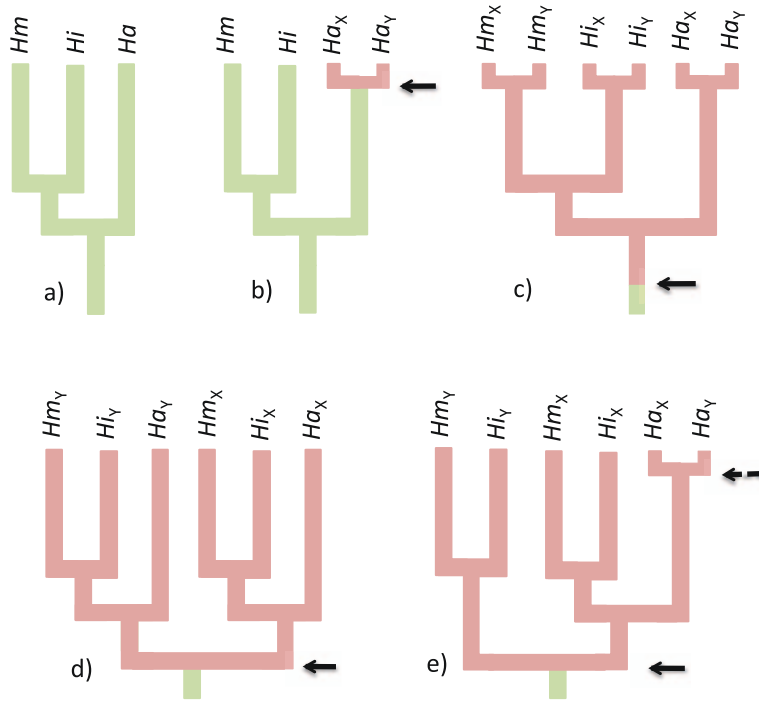 Hm Hi Ha
a)
Hm Hi HaX HaY
b)
HmX HmY HiX HiY HaX HaY
c)
HmY HiY HaY HmX HiX HaX
d)
HmY HiY HmX HiX HaX HaY
e)